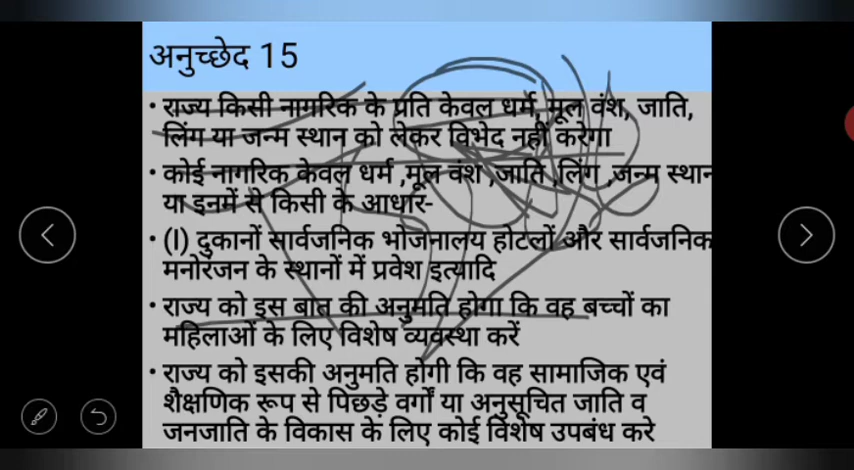 अनुच्छेद 15
• राज्य किसी नागरिक के प्रति केवल धर्म, मूल वंश, जाति,
लिंग या जन्म स्थान को लेकर विभेद नहीं करेगा
• कोई नागरिक केवल धर्म ,मूल वंश ,जाति ,लिंग ,जन्म स्थान
या इनमें से किसी के आधार-
• (I) दुकानों सार्वजनिक भोजनालय होटलों और सार्वजनिक
मनोरंजन के स्थानों में प्रवेश इत्यादि
• राज्य को इस बात की अनुमति होगा कि वह बच्चों का
महिलाओं के लिए विशेष व्यवस्था करें
• राज्य को इसकी अनुमति होगी कि वह सामाजिक एवं
शैक्षणिक रूप से पिछड़े वर्गों या अनुसूचित जाति व
जनजाति के विकास के लिए कोई विशेष उपबंध करे